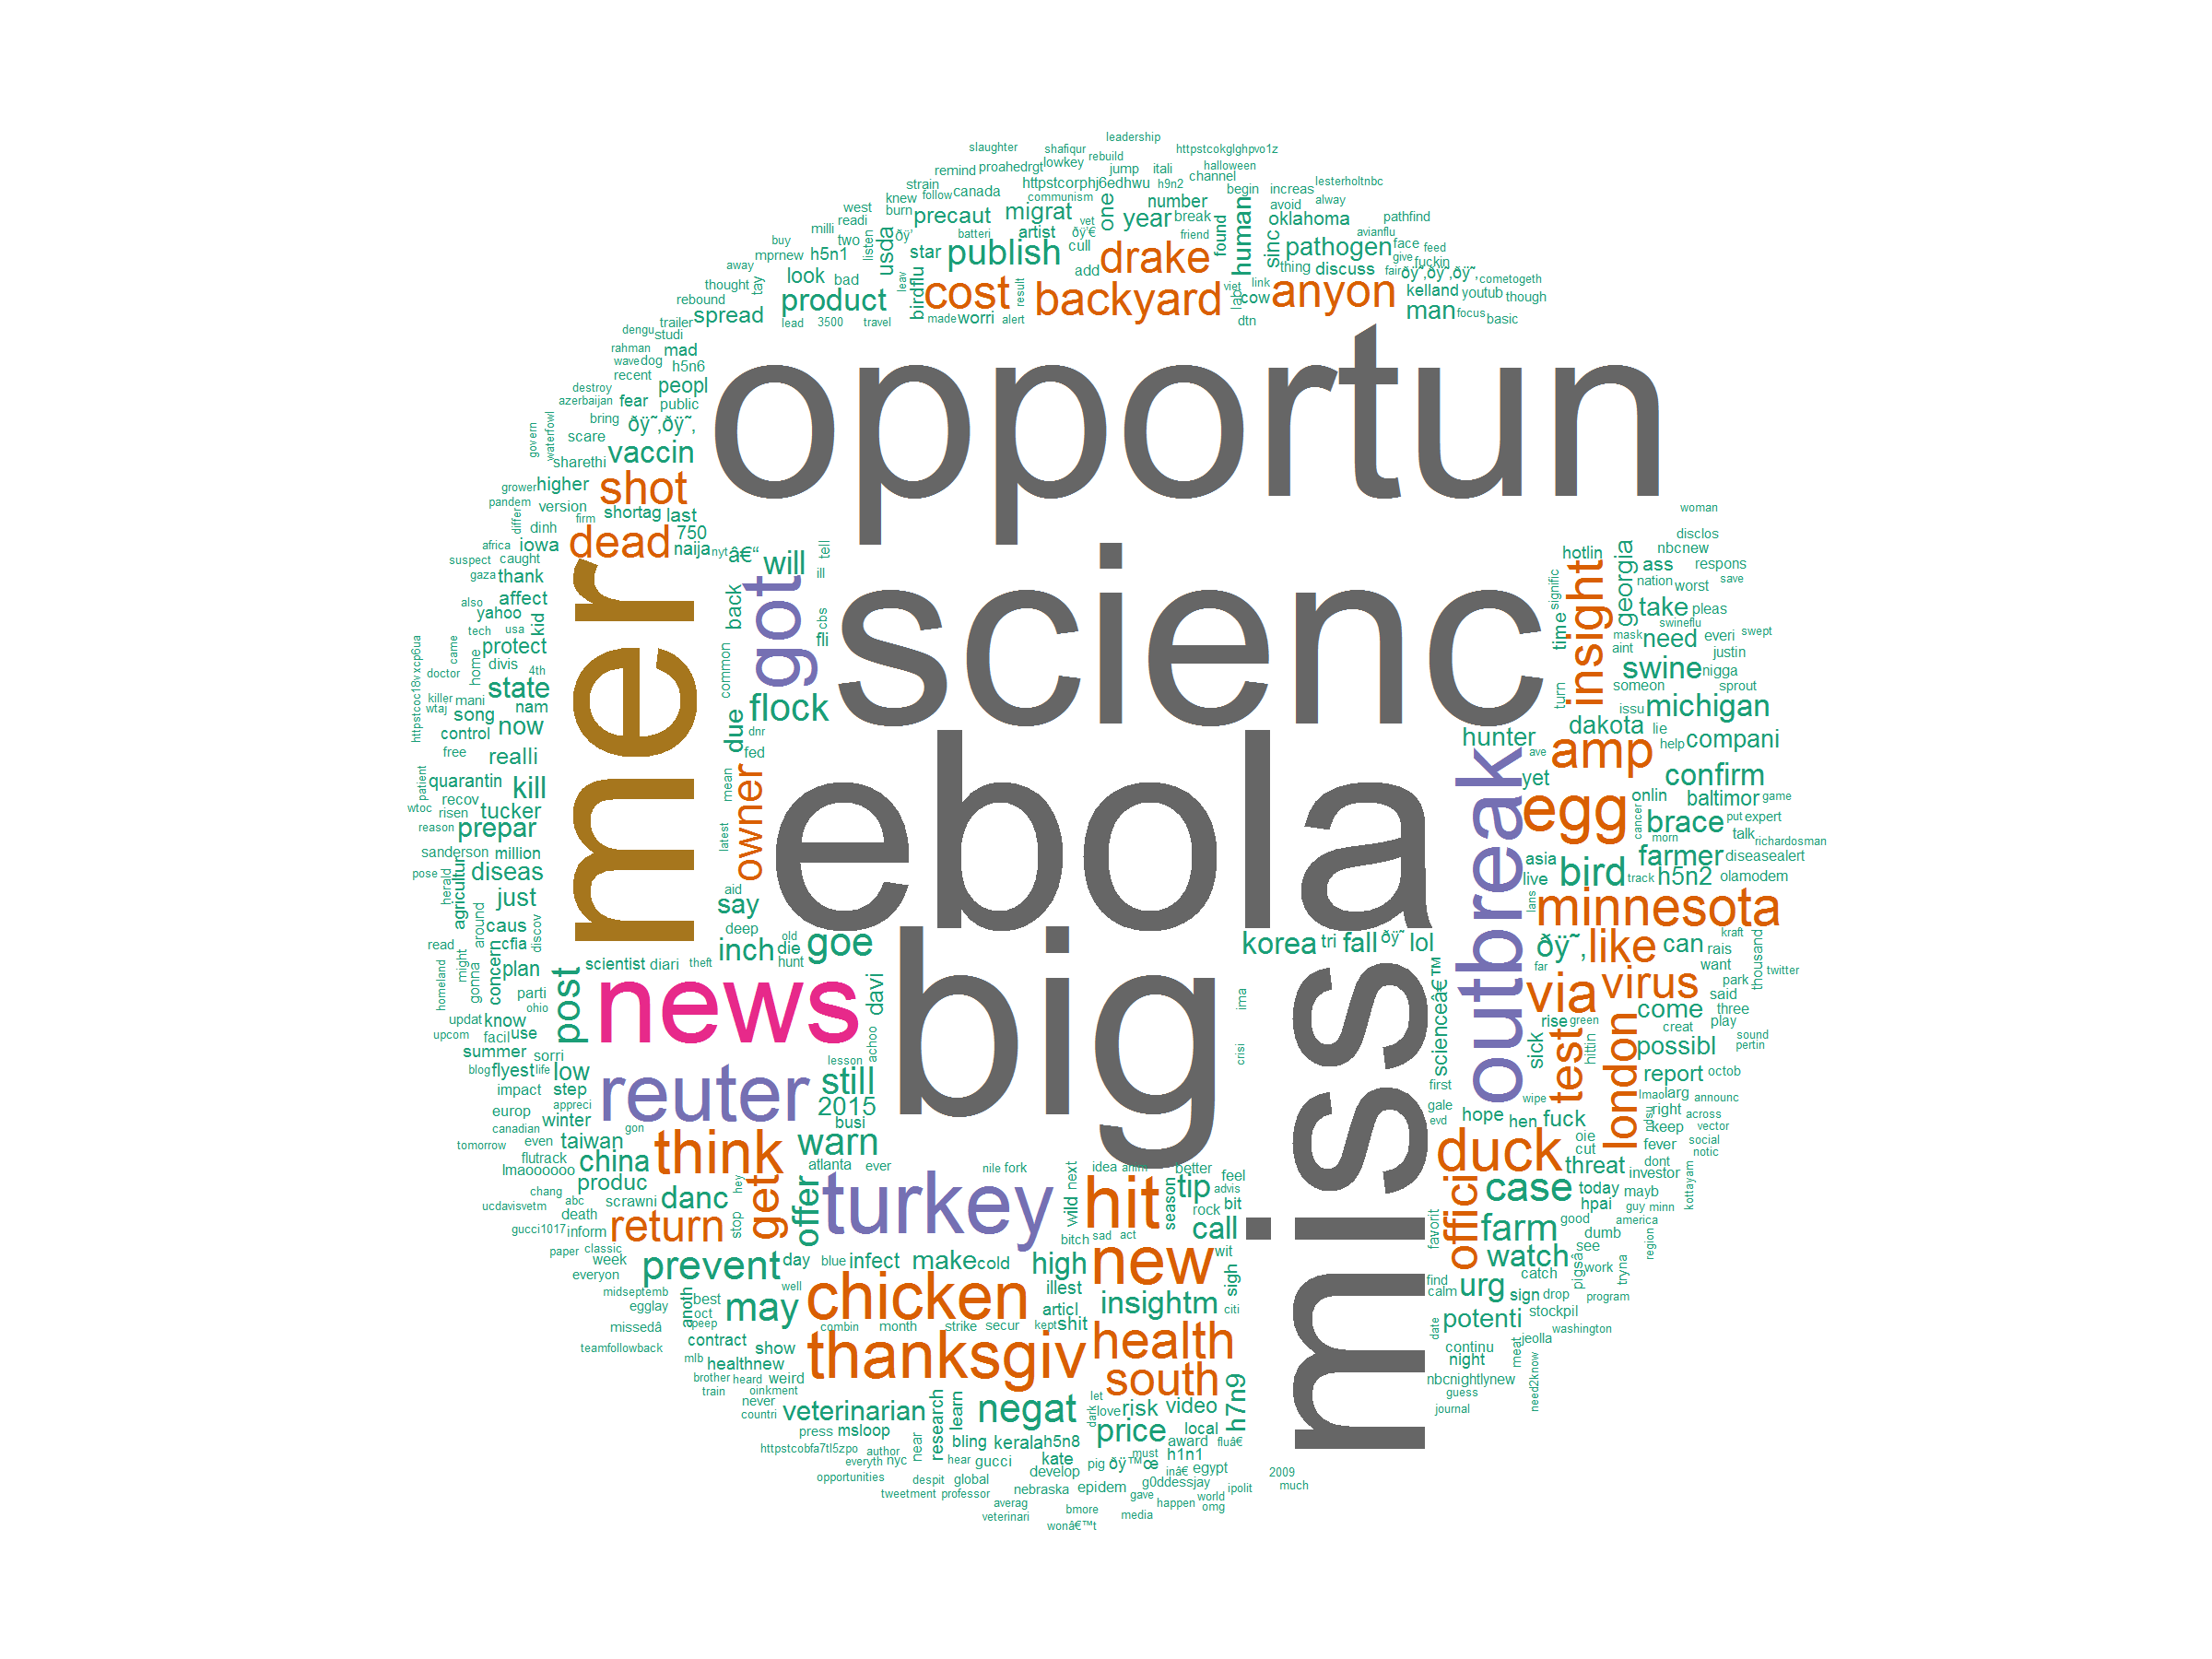 leadership
slaughter shafiqur rebuild httpstcokglghpvo1z
remind proahedrgt lowkey jump itali halloween
strain httpstcorphj6edhwu h9n2 channel lesterholtnbc
knew follow canada communism begin increas
west burn precaut migrat one number avoid alway
readi vet year break oklahoma pathfind
milli two listen ðÿ’ batteri artist ðÿ’€ friend found human sinc avianflu
buy usda star publish cull drake pathogen face feed
mprnew h5n1 add thing discuss give fuckin
away look bad birdflu leav cost result backyard viet lab link cow anyon fair ðÿ˜‚ðÿ˜‚ðÿ˜‚ cometogeth
thought tay product kelland youtub though
rebound spread lead 3500 travel made worri alert dtn man focus basic
trailer
dengu studi
rahman mad opportun
wave dog h5n6
recent
destroy peopl
azerbaijan fear public
bring ðÿ˜‚ðÿ˜‚
govern waterfowl scare
sharethi vaccin
grower higher shot
pandem version shortag last woman
differ dinh firm dead 750
africa iowa naija nyt â€“ will tell scienc hotlin georgia nbcnew disclos
suspect caught mer ill ass respons
gaza thank got insight nation worst save
also affect back cbs time signific take pleas
yahoo kid fli mask swineflu
tech usa need everi swept
protect aint justin
came divis 4th common swine nigga
httpstcoc18vxcp6ua doctor home state flock turn someon sprout
killer mani nam issu michigan
wtaj song due dakota
control now dnr ebola hunter lie
free fed outbreak ave amp help compani
realli owner mean yet confirm
patient quarantin kill
recov egg onlin baltimor game
wtoc risen tucker cancer put expert
reason prepar latest brace talk
sanderson million morn richardosman
pose herald agricultur diseas asia farmer diseasealert
just aid bird live track h5n2 olamodem
say lans minnesota
around caus deep old big korea tri fall ðÿ˜ lol kraft
read cfia discov inch die goe ðÿ˜‚ like can rais
homeland might gonna concern plan scientist diari theft hunt miss far want thousand twitter
parti post news davi ima scienceâ€™ via virus park
ohio said
updat know come three
upcom facil use achoo crisi rise green london creat play
summer sorri lesson sick test hittin possibl sound pertin
blog flyest life low reuter still first report octob
impact step 2015 gale wipe lmao larg announc
europ appreci busi hope hen fuck right across
canadian winter gon evd ndsu keep vector
tomorrow even taiwan think warn duck oie fever social
flutrack cut notic
lmaoooooo china atlanta ever nile fork idea anim better threat dont investor
chang produc get turkey next feel case today mayb kottayam
ucdavisvetm abc scrawni danc hey offer wild hit season tip advis hpai guy minn
death rock bit offici farm good america
gucci1017 inform return stop bitch sad act call favorit dumb
paper classic watch see region
week prevent day blue infect make cold high new wit work
everyon well sigh find urg catch pigsâ tryna
midseptemb best chicken illest calm sign drop program
egglay anoth oct may articl insightm citi stockpil
missedâ peep combin month strike secur kept shit date potenti washington
contract thanksgiv health
teamfollowback show continu jeolla
mlb healthnew south night meat
brother heard weird nbcnightlynew need2know
train oinkment guess
never let h7n9 journal
countri veterinarian research learn negat dark love risk video
press msloop price local
near bling kerala h5n8 award fluâ€
httpstcobfa7tl5zpo author must h1n1
everyth nyc hear gucci kate pig ðÿ™œ inâ€ egypt 2009
opportunities despit global develop g0ddessjay much
tweetment professor nebraska epidem gave world ipolit
averag bmore happen omg
veterinari media
wonâ€™t